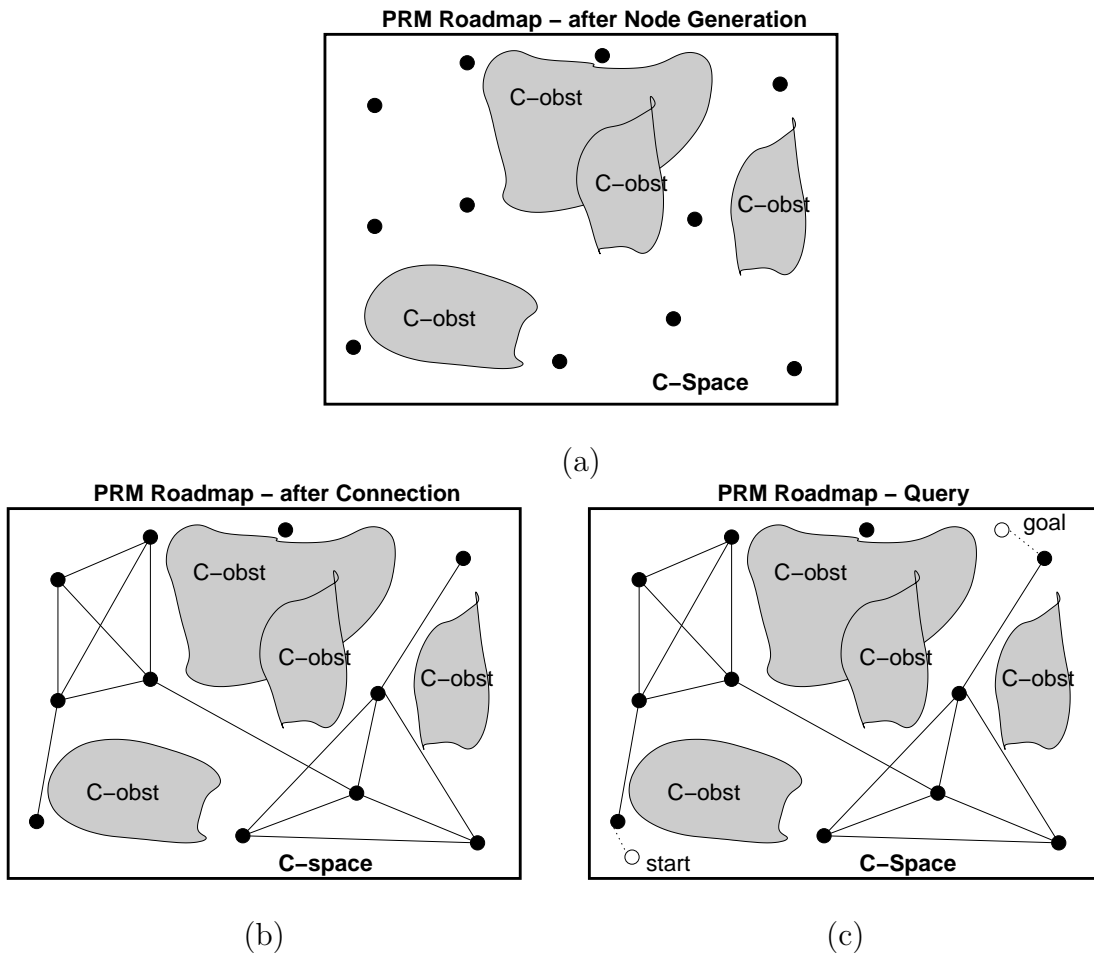 PRM Roadmap − after Node Generation
C−obst
C−obst
C−obst
C−obst
C−Space
(a)
PRM Roadmap − after Connection
C−obst
C−obst
C−obst
C−obst
C−space
(b)
PRM Roadmap − Query
goal
C−obst
C−obst
C−obst
C−obst
start
C−Space
(c)